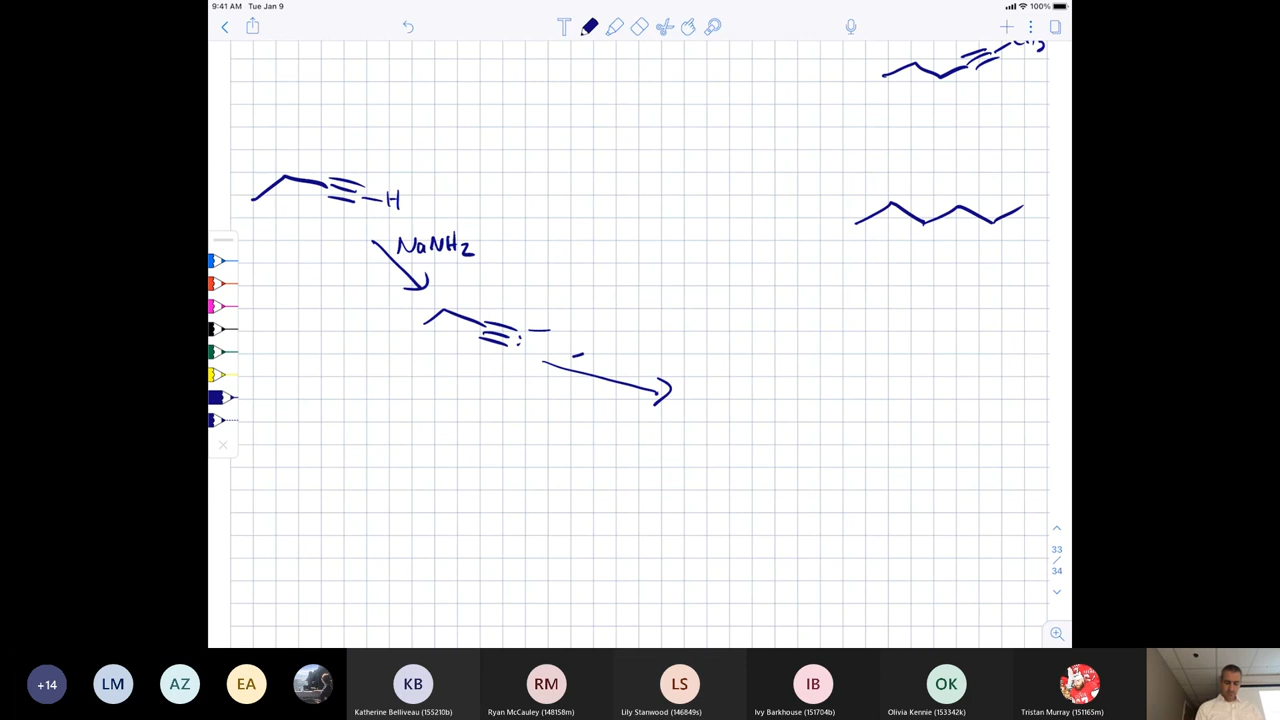 9:41 AM Tue Jan 9
100%
T
CH3
H
NaNH2
33
34
+14
LM
AZ
EA
KB
RM
LS
IB
OK
Katherine Belliveau (155210b)
Ryan McCauley (148158m)
Lily Stanwood (146849s)
Ivy Barkhouse (151704b)
Olivia Kennie (153342k)
Tristan Murray (151165m)